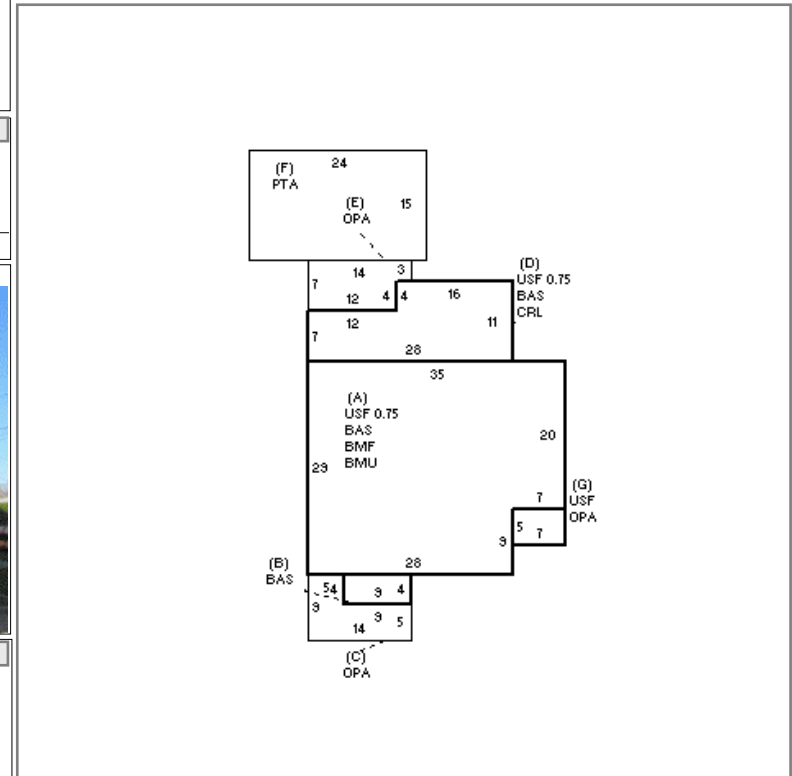 24
(F)
PTA
(E)
OPA
15
14
3
7
12
4
4
16
(D)
USF 0.75
BAS
CRL
12
11
7
28
35
(A)
USF 0.75
BAS
BMF
BMU
20
29
7
(G)
USF
OPA
5
7
9
28
(B)
BAS
5
4
9
4
9
9
5
14
(C)
OPA